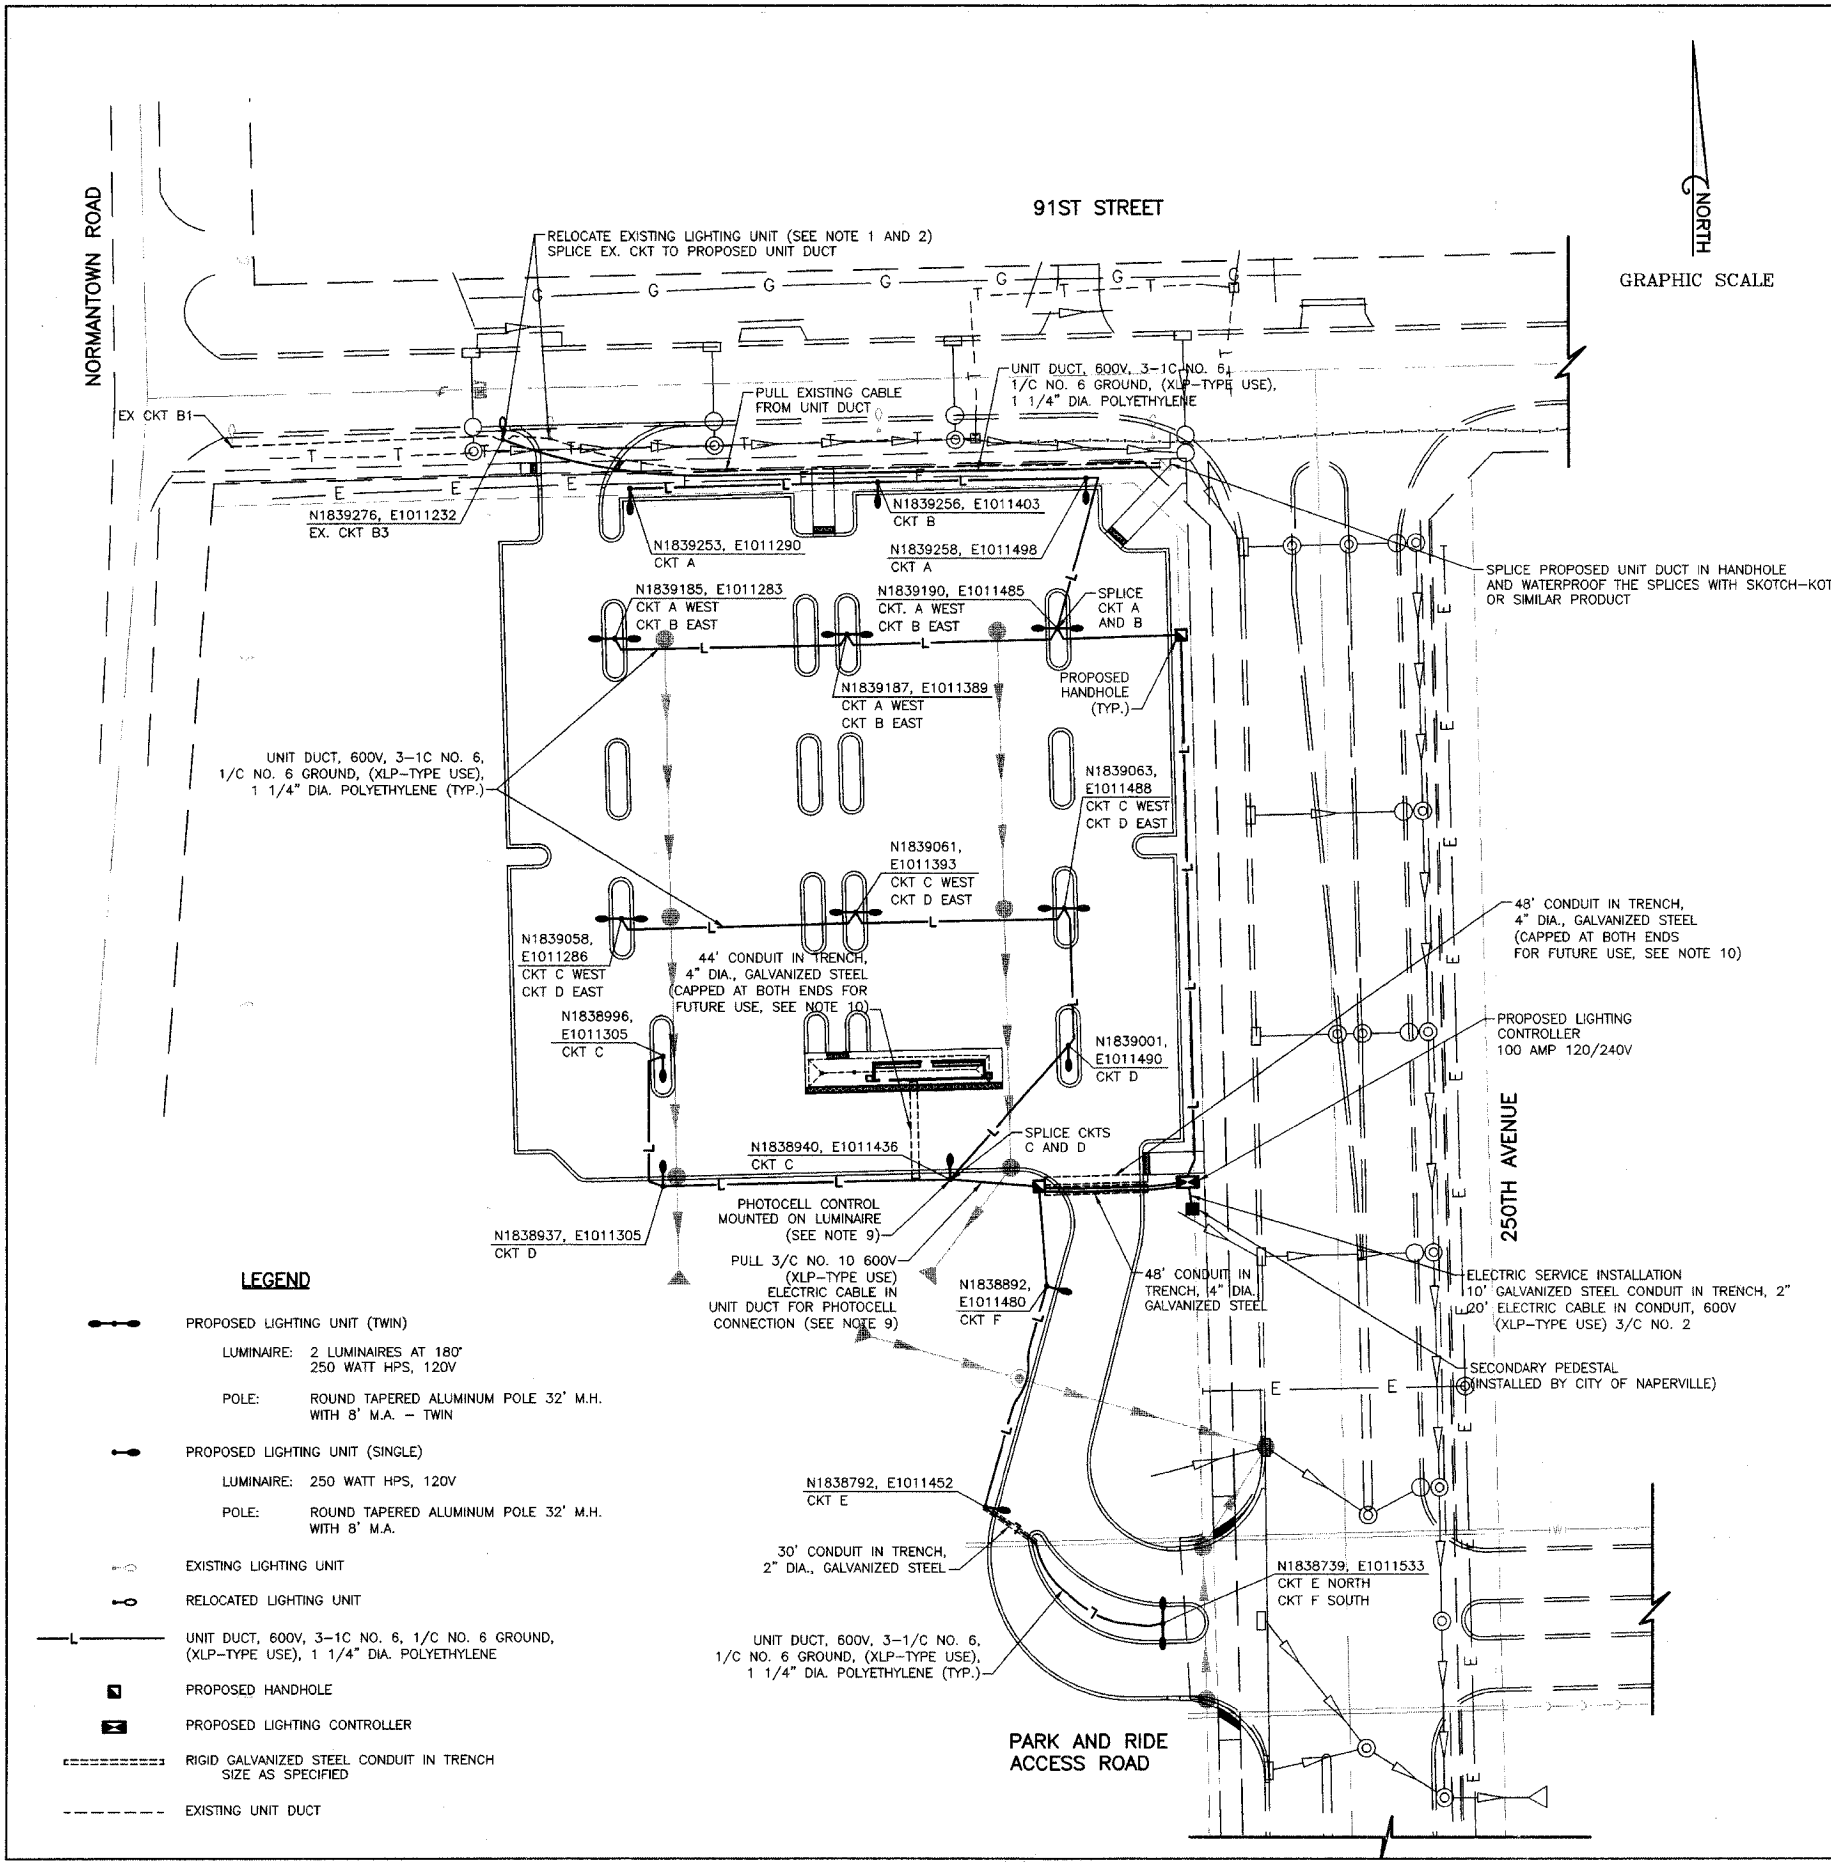 91ST STREET
NORTH
GRAPHIC SCALE
NORMANTOWN ROAD
RELOCATE EXISTING LIGHTING UNIT (SEE NOTE 1 AND 2)
SPLICE EX. CKT TO PROPOSED UNIT DUCT
G G G G G G
T T T T
UNIT DUCT, 600V, 3-1C NO. 6,
1/C NO. 6 GROUND, (XLP-TYPE USE),
1 1/4" DIA. POLYETHYLENE
PULL EXISTING CABLE
FROM UNIT DUCT
EX CKT B1
N1839276, E1011232
EX. CKT B3
N1839256, E1011403
CKT B
N1839253, E1011290
CKT A
N1839258, E1011498
CKT A
SPLICE PROPOSED UNIT DUCT IN HANDHOLE
AND WATERPROOF THE SPLICES WITH SKOTCH-KOT
OR SIMILAR PRODUCT
N1839185, E1011283
CKT A WEST
CKT B EAST
N1839190, E1011485
CKT. A WEST
CKT B EAST
SPLICE
CKT A
AND B
PROPOSED
HANDHOLE
(TYP.)
N1839187, E1011389
CKT A WEST
CKT B EAST
UNIT DUCT, 600V, 3-1C NO. 6,
1/C NO. 6 GROUND, (XLP-TYPE USE),
1 1/4" DIA. POLYETHYLENE (TYP.)
N1839063,
E1011488
CKT C WEST
CKT D EAST
N1839061,
E1011393
CKT C WEST
CKT D EAST
48' CONDUIT IN TRENCH,
4" DIA., GALVANIZED STEEL
(CAPPED AT BOTH ENDS
FOR FUTURE USE, SEE NOTE 10)
N1839058,
E1011286
CKT C WEST
CKT D EAST
44' CONDUIT IN TRENCH,
4" DIA., GALVANIZED STEEL
(CAPPED AT BOTH ENDS FOR
FUTURE USE, SEE NOTE 10)
N1838996,
E1011305
CKT C
PROPOSED LIGHTING
CONTROLLER
100 AMP 120/240V
N1839001,
E1011490
CKT D
SPLICE CKTS
C AND D
N1838940, E1011436
CKT C
250TH AVENUE
PHOTOCELL CONTROL
MOUNTED ON LUMINAIRE
(SEE NOTE 9)
N1838937, E1011305
CKT D
PULL 3/C NO. 10 600V
(XLP-TYPE USE)
ELECTRIC CABLE IN
UNIT DUCT FOR PHOTOCELL
CONNECTION (SEE NOTE 9)
N1838892,
E1011480
CKT F
48' CONDUIT IN
TRENCH, 4" DIA.
GALVANIZED STEEL
ELECTRIC SERVICE INSTALLATION
10' GALVANIZED STEEL CONDUIT IN TRENCH, 2"
20' ELECTRIC CABLE IN CONDUIT, 600V
(XLP-TYPE USE) 3/C NO. 2
SECONDARY PEDESTAL
(INSTALLED BY CITY OF NAPERVILLE)
E E
N1838792, E1011452
CKT E
30' CONDUIT IN TRENCH,
2" DIA., GALVANIZED STEEL
N1838739, E1011533
CKT E NORTH
CKT F SOUTH
UNIT DUCT, 600V, 3-1/C NO. 6,
1/C NO. 6 GROUND, (XLP-TYPE USE),
1 1/4" DIA. POLYETHYLENE (TYP.)
PARK AND RIDE
ACCESS ROAD
LEGEND
PROPOSED LIGHTING UNIT (TWIN)
LUMINAIRE: 2 LUMINAIRES AT 180°
250 WATT HPS, 120V
POLE: ROUND TAPERED ALUMINUM POLE 32' M.H.
WITH 8' M.A. - TWIN
PROPOSED LIGHTING UNIT (SINGLE)
LUMINAIRE: 250 WATT HPS, 120V
POLE: ROUND TAPERED ALUMINUM POLE 32' M.H.
WITH 8' M.A.
EXISTING LIGHTING UNIT
RELOCATED LIGHTING UNIT
L UNIT DUCT, 600V, 3-1C NO. 6, 1/C NO. 6 GROUND,
(XLP-TYPE USE), 1 1/4" DIA. POLYETHYLENE
PROPOSED HANDHOLE
PROPOSED LIGHTING CONTROLLER
RIGID GALVANIZED STEEL CONDUIT IN TRENCH
SIZE AS SPECIFIED
EXISTING UNIT DUCT